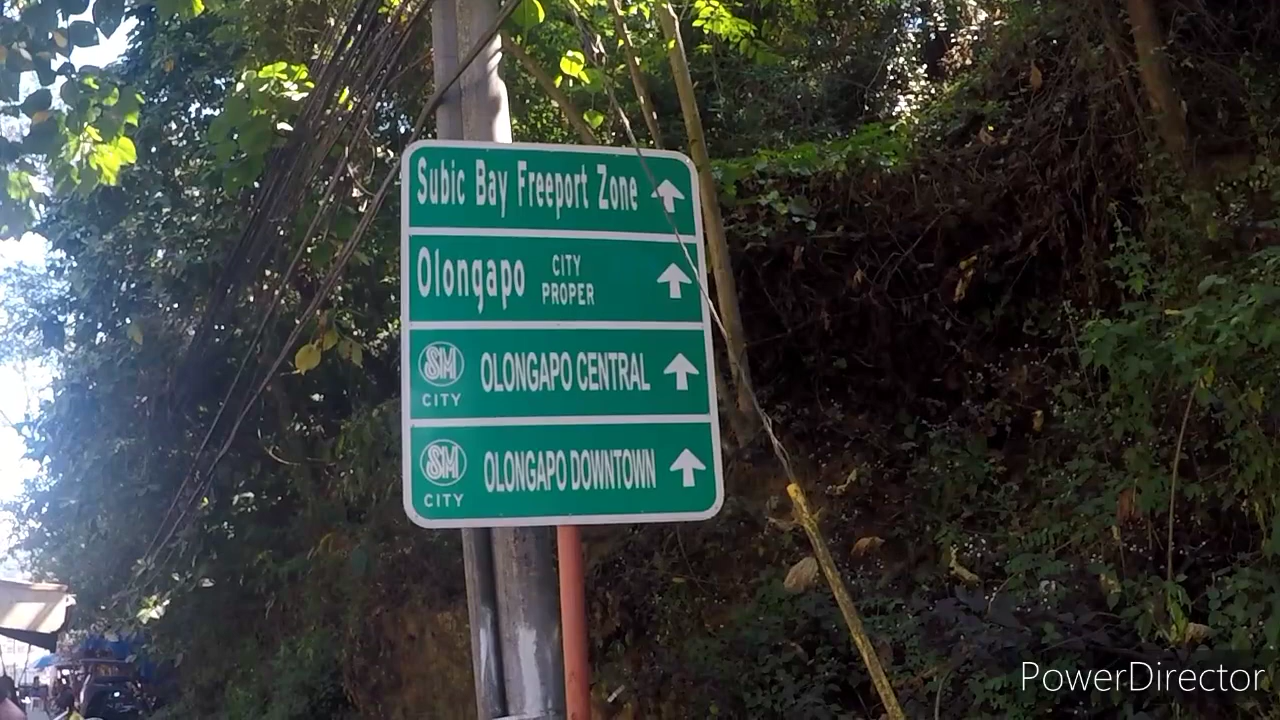 Subic Bay Freeport Zone
Olongapo CITY PROPER
SM CITY OLONGAPO CENTRAL
SM CITY OLONGAPO DOWNTOWN
PowerDirector